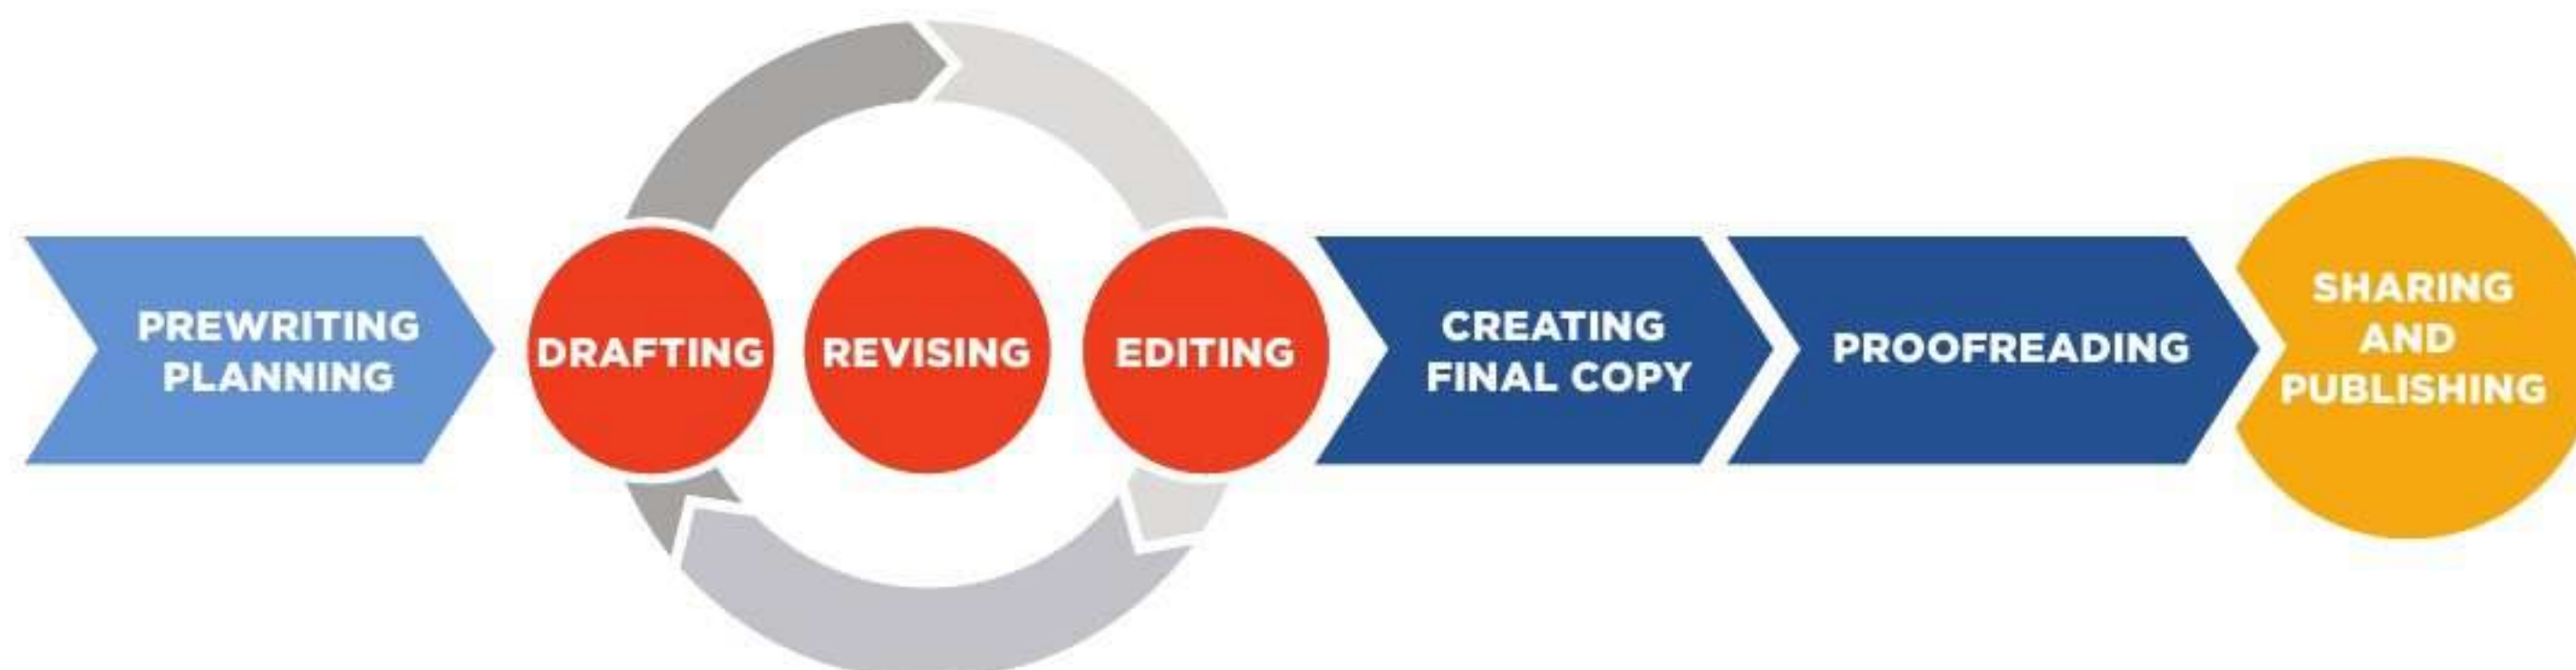 PREWRITING
PLANNING
DRAFTING
REVISING
EDITING
CREATING
FINAL COPY
PROOFREADING
SHARING
AND
PUBLISHING